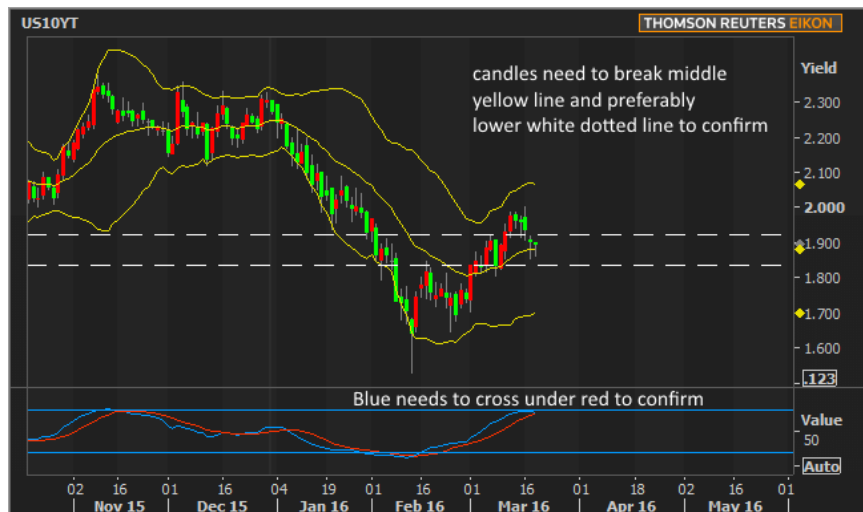 US10YT
THOMSON REUTERS EIKON
candles need to break middle
yellow line and preferably
lower white dotted line to confirm
Yield
2.300
2.200
2.100
2.000
1.900
1.800
1.700
1.600
.123
Blue needs to cross under red to confirm
Value
50
Auto
02 16 01 16 04 19 01 16 01 16 01 18 02 16 01
Nov 15 Dec 15 Jan 16 Feb 16 Mar 16 Apr 16 May 16